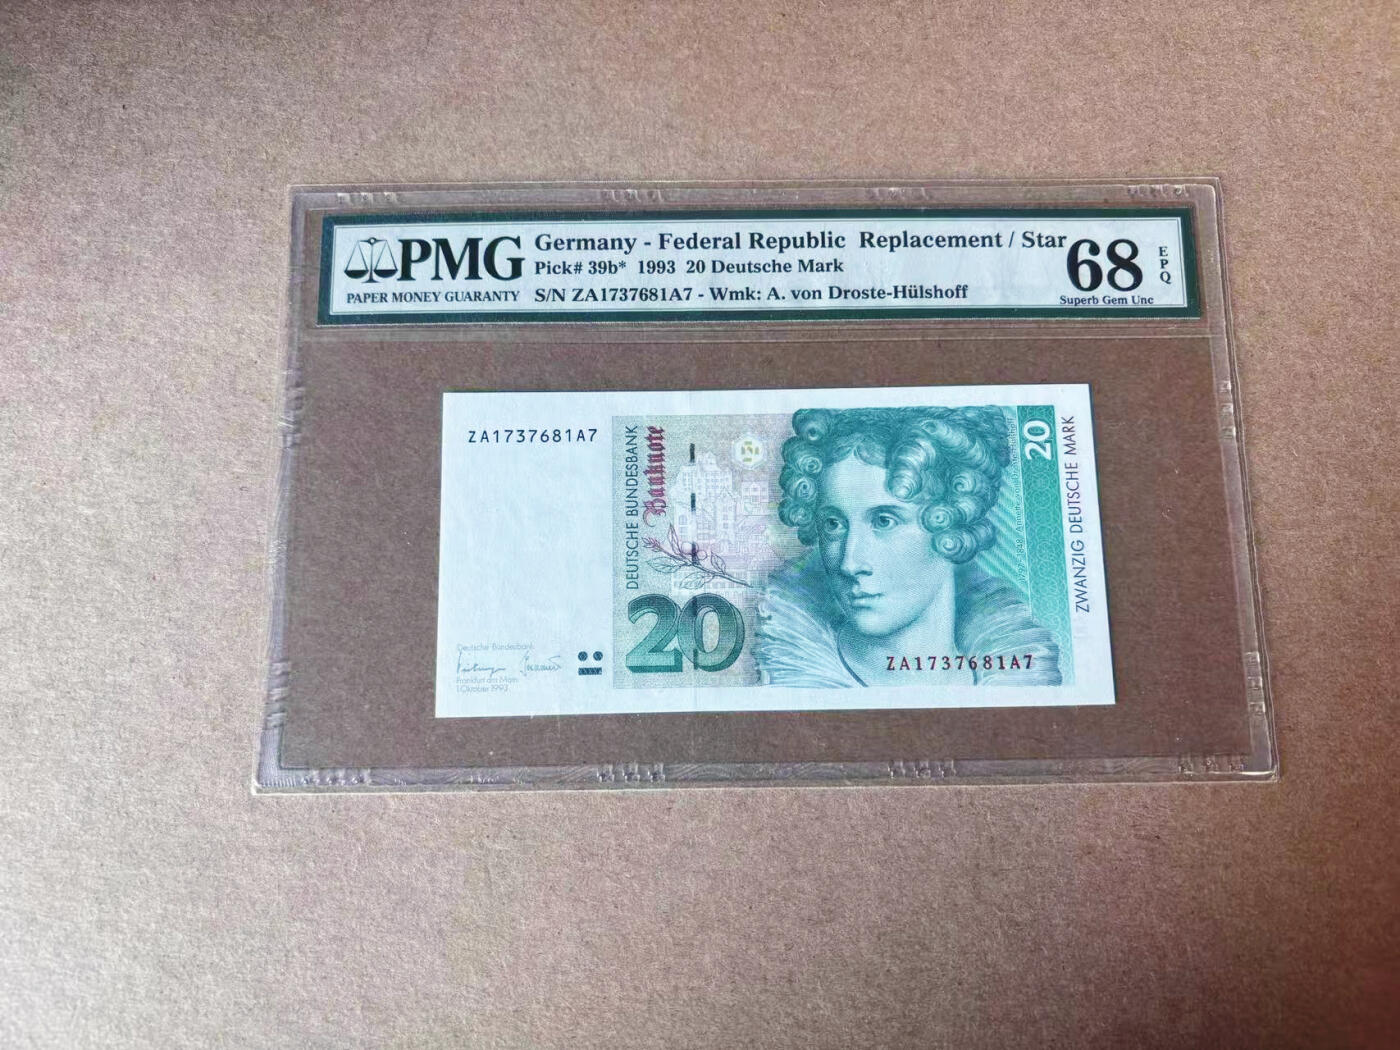 PMG
PAPER MONEY GUARANTY
Germany - Federal Republic Replacement / Star
Pick# 39b* 1993 20 Deutsche Mark
S/N ZA1737681A7 - Wmk: A. von Droste-Hülshoff
68
EPQ
Superb Gem Unc
ZA1737681A7
DEUTSCHE BUNDESBANK
Banknote
20
20
ZWANZIG DEUTSCHE MARK
Deutsche Bundesbank
Frankfurt am Main
1. Oktober 1993
ZA1737681A7